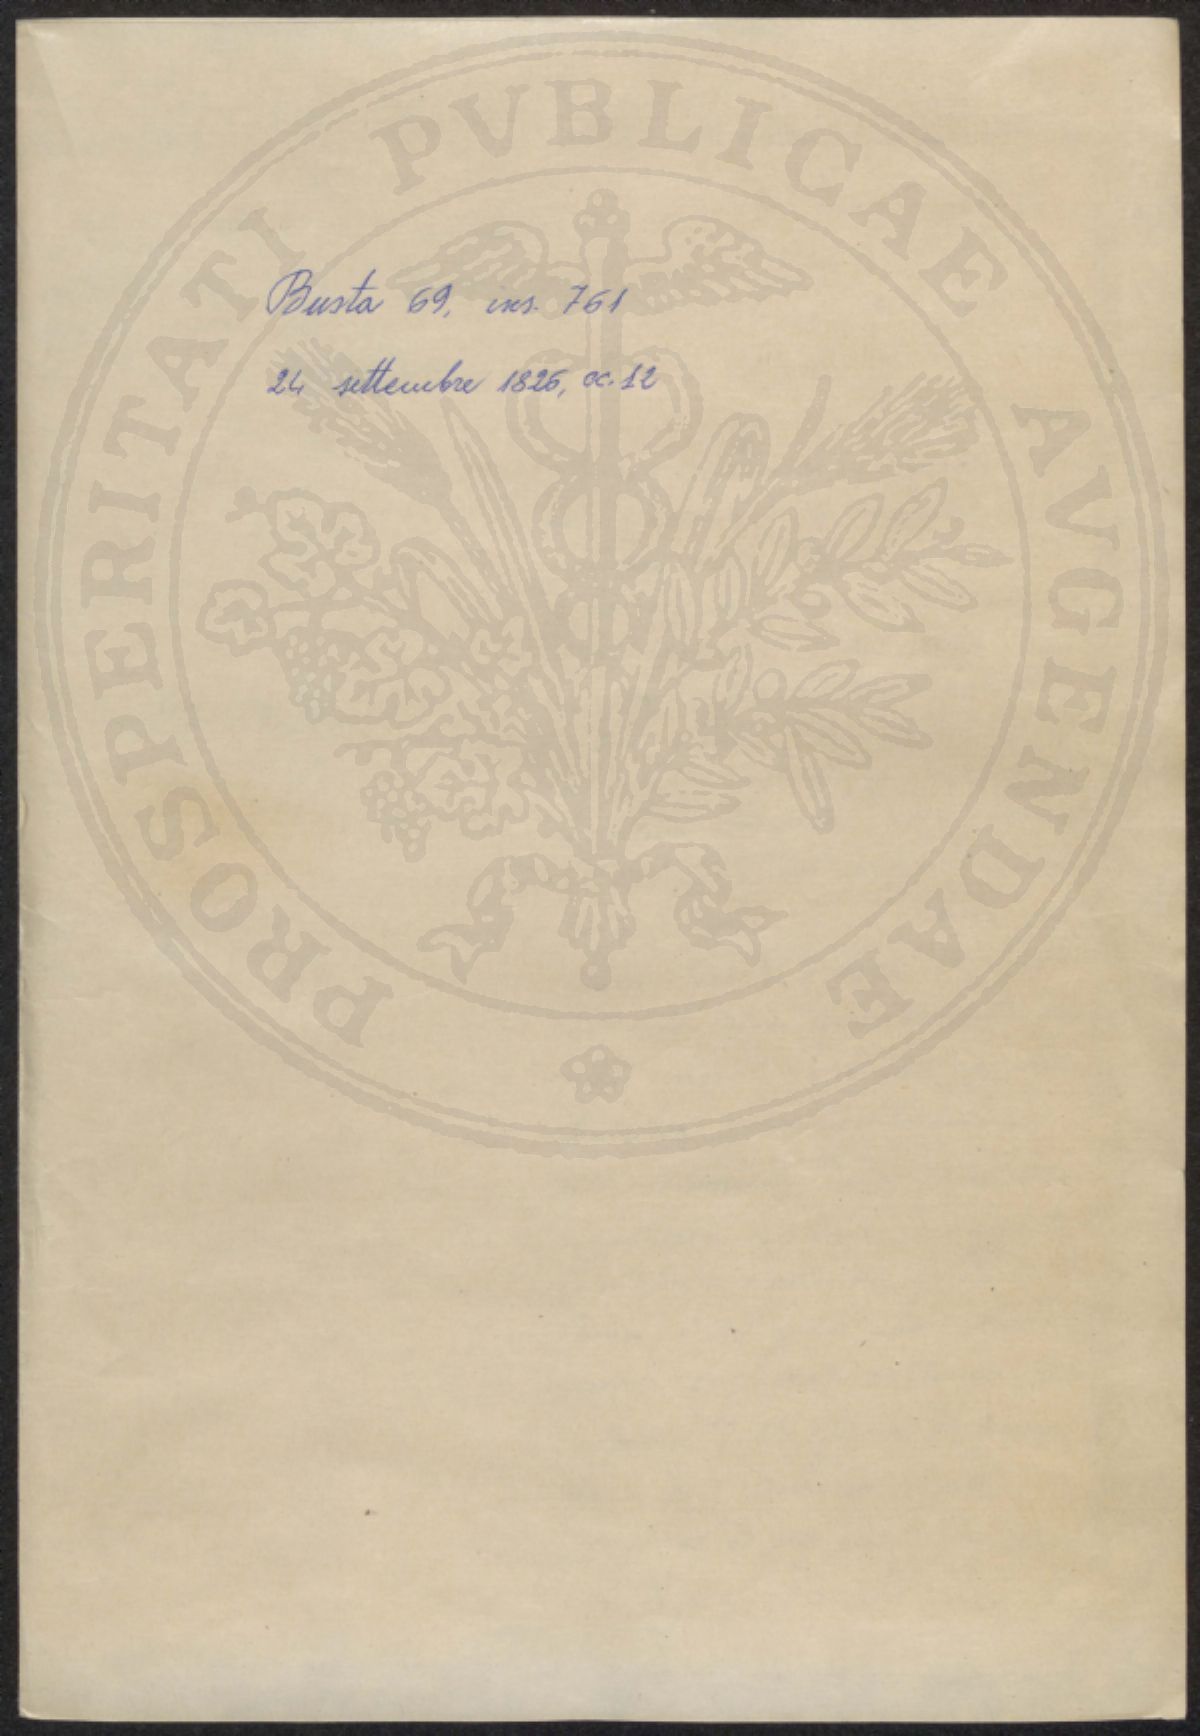 PROSPERITATI PVBLICAE AVGENDAE
Busta 69, ins. 761
24 settembre 1826, cc. 12